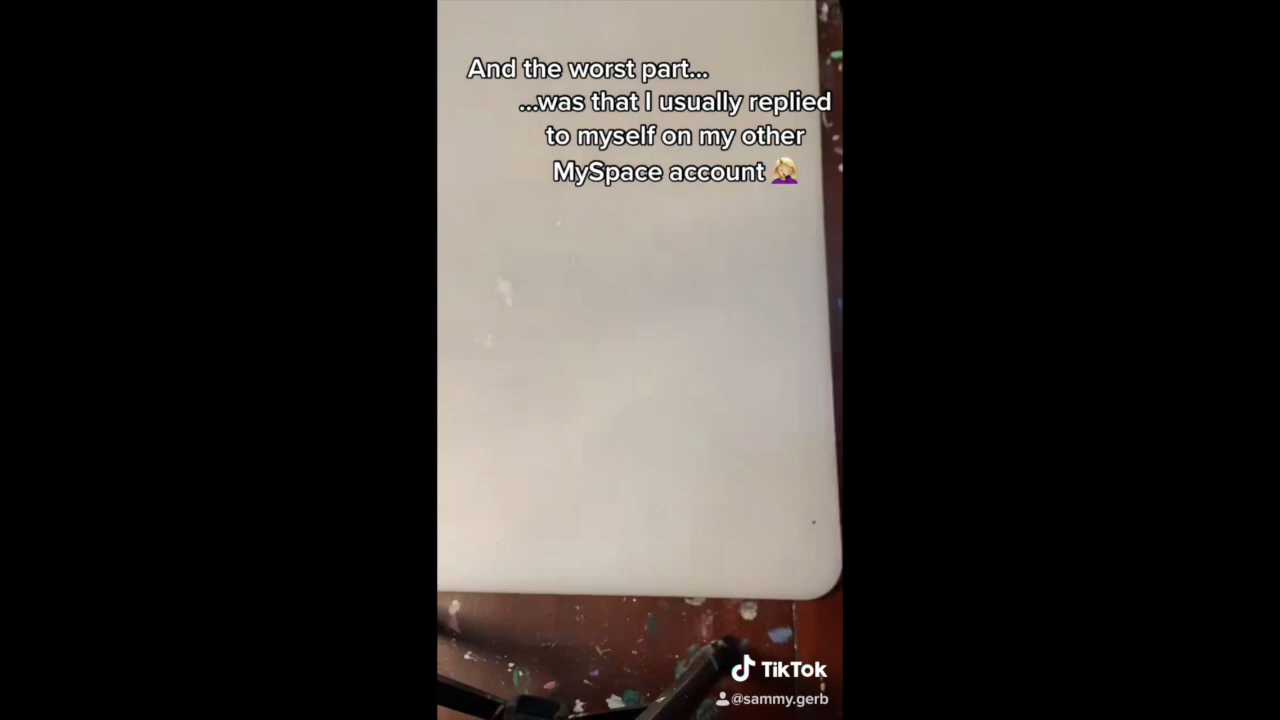 And the worst part...
...was that I usually replied
to myself on my other
MySpace account 🤦🏼‍♀️
TikTok
@sammy.gerb